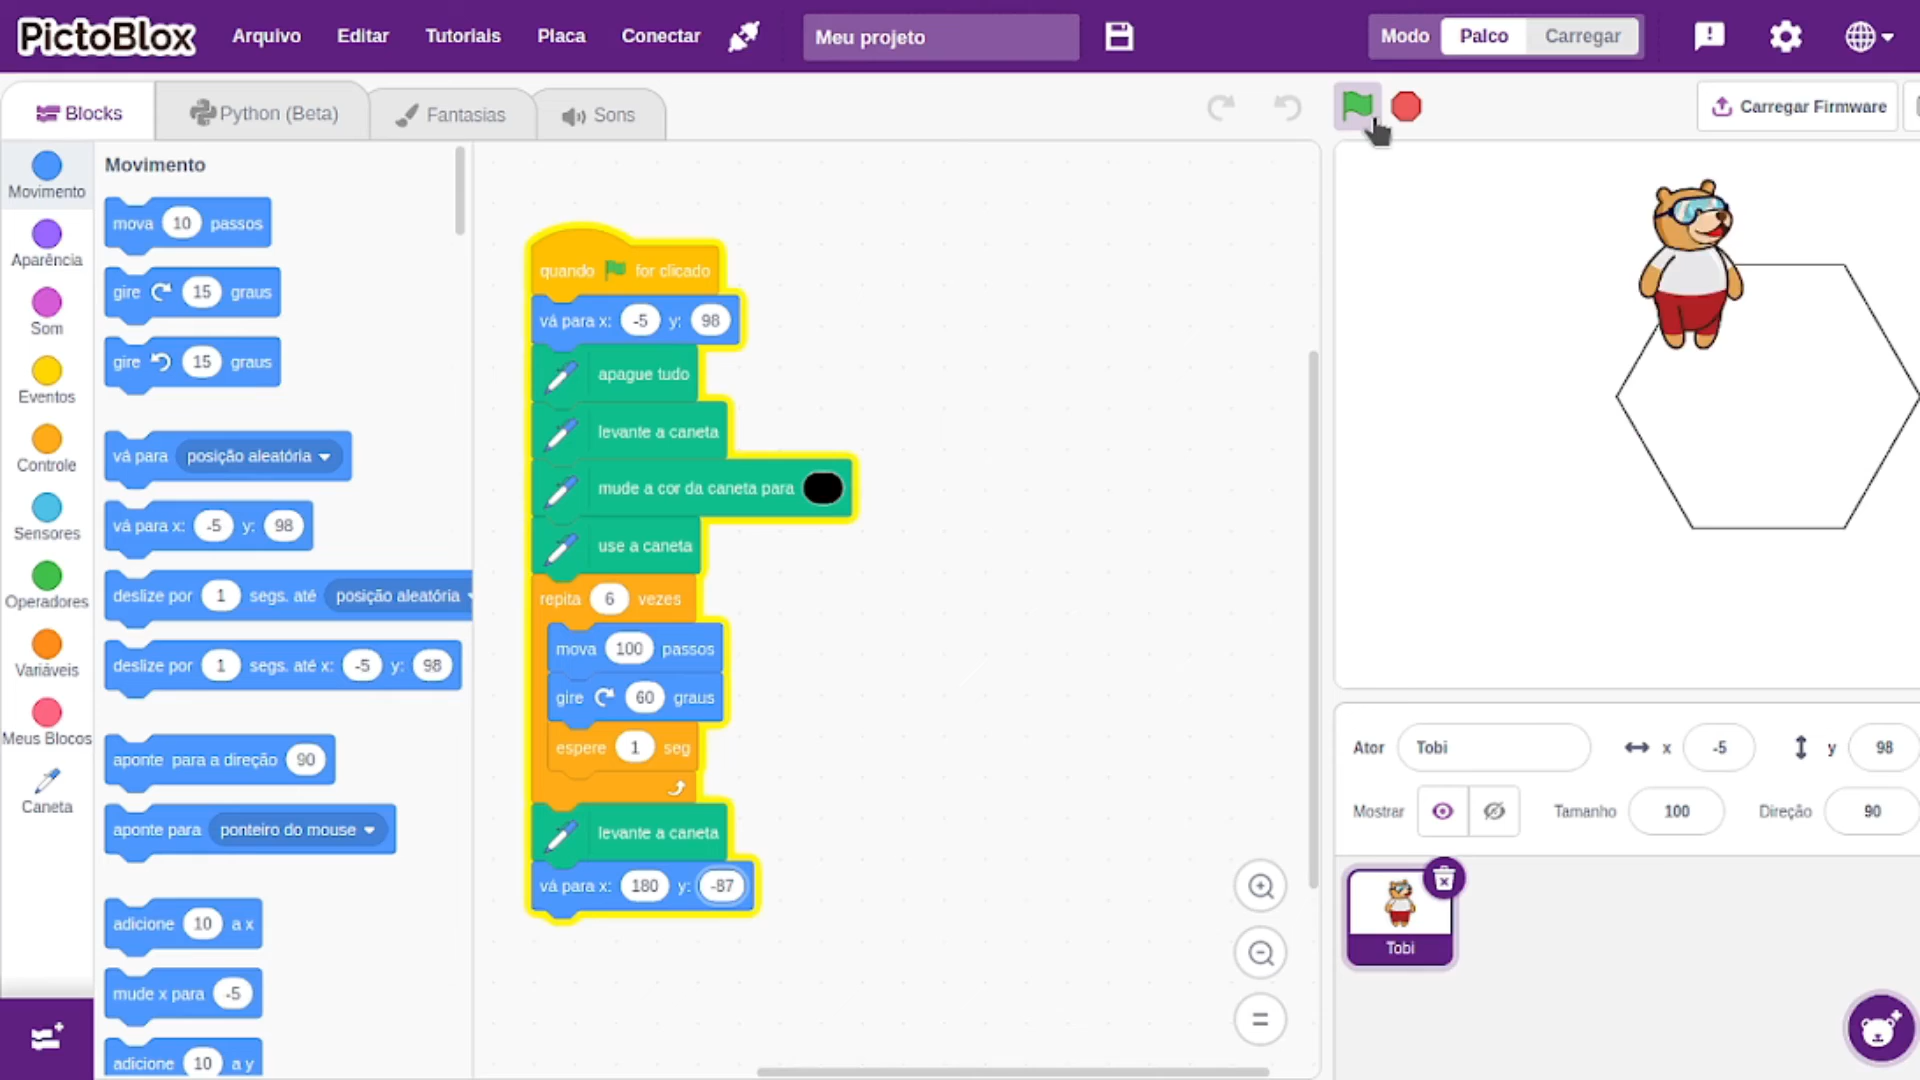 PictoBlox Arquivo Editar Tutoriais Placa Conectar Meu projeto Modo Palco Carregar
Blocks Python (Beta) Fantasias Sons Carregar Firmware
Movimento
Aparência
Som
Eventos
Controle
Sensores
Operadores
Variáveis
Meus Blocos
Caneta
Movimento
mova 10 passos
gire 15 graus
gire 15 graus
vá para posição aleatória
vá para x: -5 y: 98
deslize por 1 segs. até posição aleatória
deslize por 1 segs. até x: -5 y: 98
aponte para a direção 90
aponte para ponteiro do mouse
adicione 10 a x
mude x para -5
adicione 10 a y
quando for clicado
vá para x: -5 y: 98
apague tudo
levante a caneta
mude a cor da caneta para
use a caneta
repita 6 vezes
mova 100 passos
gire 60 graus
espere 1 seg
levante a caneta
vá para x: 180 y: -87
Ator Tobi x -5 y 98
Mostrar Tamanho 100 Direção 90
Tobi